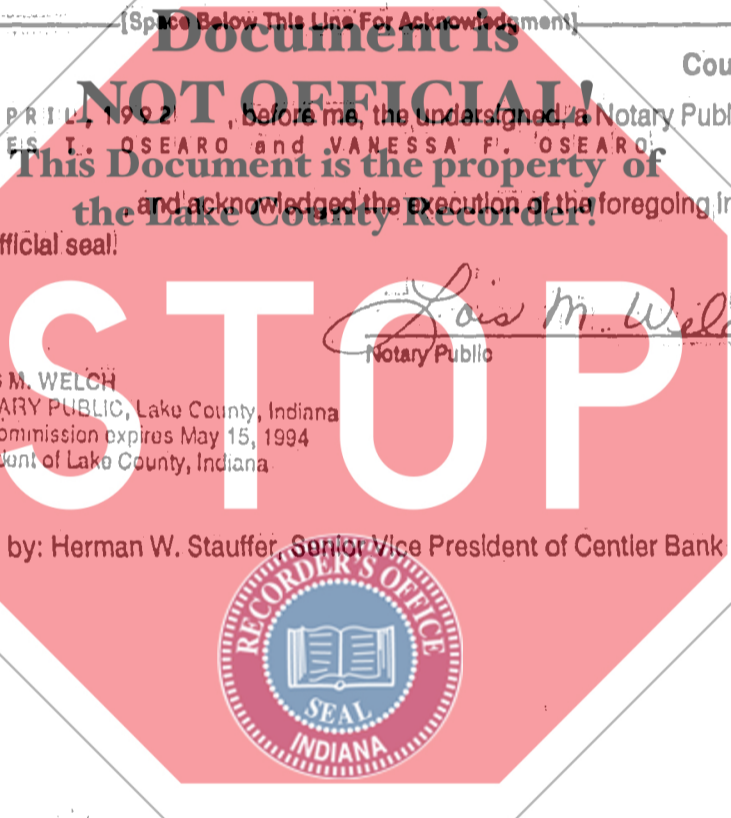 [Space Below This Line For Acknowledgment]
Document is
NOT OFFICIAL!
This Document is the property of
the Lake County Recorder!
Cou
PRIL, 1992 , before me, the undersigned, a Notary Publ
ES T. OSEARO and VANESSA F. OSEARO,
, and acknowledged the execution of the foregoing in
fficial seal.
Lois M. Welc
Notary Public
S M. WELCH
ARY PUBLIC, Lake County, Indiana
ommission expires May 15, 1994
dent of Lake County, Indiana
STOP
by: Herman W. Stauffer, Senior Vice President of Centier Bank
RECORDER'S OFFICE
SEAL
INDIANA